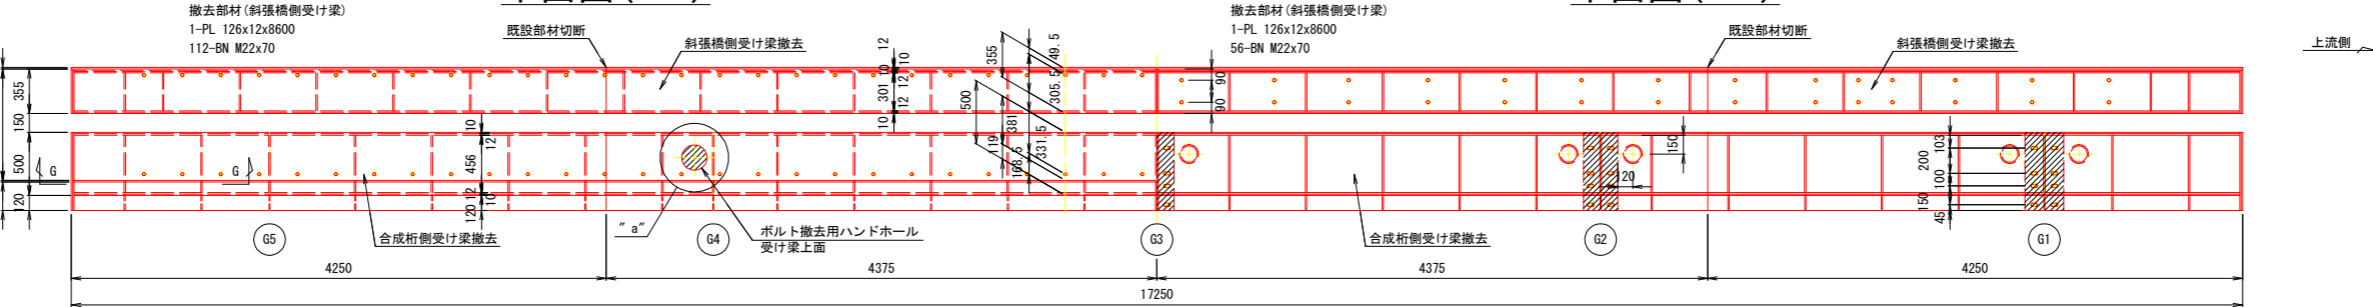 撤去部材(斜張橋側受け梁)
1-PL 126x12x8600
112-BN M22x70
既設部材切断
斜張橋側受け梁撤去
撤去部材(斜張橋側受け梁)
1-PL 126x12x8600
56-BN M22x70
既設部材切断
斜張橋側受け梁撤去
上流側
355
150
500
120
G
G
10
12
456
12
10
120
12
10
10
301
12
12
10
355
49.5
305.5
500
381
119
331.5
168.5
90
90
150
120
103
200
100
150
45
合成桁側受け梁撤去
"a"
ボルト撤去用ハンドホール
受け梁上面
合成桁側受け梁撤去
G5
G4
G3
G2
G1
4250
4375
4375
4250
17250